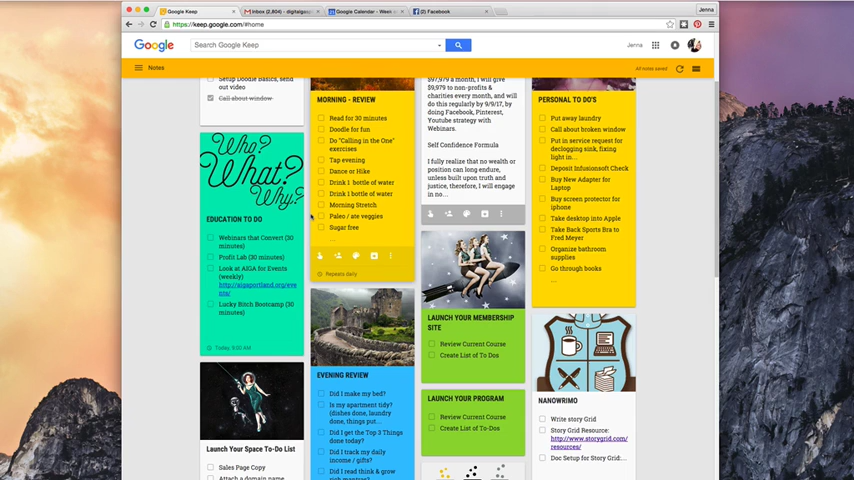 Google Keep
Inbox (2,804) - digitalgos
Google Calendar - Week
(2) Facebook
Jenna
https://keep.google.com/#home
Google
Search Google Keep
Jenna
Notes
All notes saved
Setup Doodle Basics, send
out video
Call about window
Who?
What?
Why?
EDUCATION TO DO
Webinars that Convert (30
minutes)
Profit Lab (30 minutes)
Look at AIGA for Events
(weekly)
http://aigaportland.org/eve
nts/
Lucky Bitch Bootcamp (30
minutes)
Today, 9:00 AM
Launch Your Space To-Do List
Sales Page Copy
Attach a domain name
MORNING - REVIEW
Read for 30 minutes
Doodle for fun
Do "Calling in the One"
exercises
Tap evening
Dance or Hike
Drink 1 bottle of water
Drink 1 bottle of water
Morning Stretch
Paleo / ate veggies
Sugar free
...
Repeats daily
EVENING REVIEW
Did I make my bed?
Is my apartment tidy?
(dishes done, laundry
done, things put...
Did I get the Top 3 Things
done today?
Did I track my daily
income / gifts?
Did I read think & grow
$97,979 a month, I will give
$9,979 to non-profits &
charities every month, and will
do this regularly by 9/9/17, by
doing Facebook, Pinterest,
Youtube strategy with
Webinars.
Self Confidence Formula
I fully realize that no wealth or
position can long endure,
unless built upon truth and
justice, therefore, I will engage
in no...
LAUNCH YOUR MEMBERSHIP
SITE
Review Current Course
Create List of To Dos
LAUNCH YOUR PROGRAM
Review Current Course
Create List of To-Dos
PERSONAL TO DO'S
Put away laundry
Call about broken window
Put in service request for
declogging sink, fixing
light in...
Deposit Infusionsoft Check
Buy New Adapter for
Laptop
Buy screen protector for
iphone
Take desktop into Apple
Take Back Sports Bra to
Fred Meyer
Organize bathroom
supplies
Go through books
...
NANOWRIMO
Write story Grid
Story Grid Resource:
http://www.storygrid.com/
resources/
Doc Setup for Story Grid:...